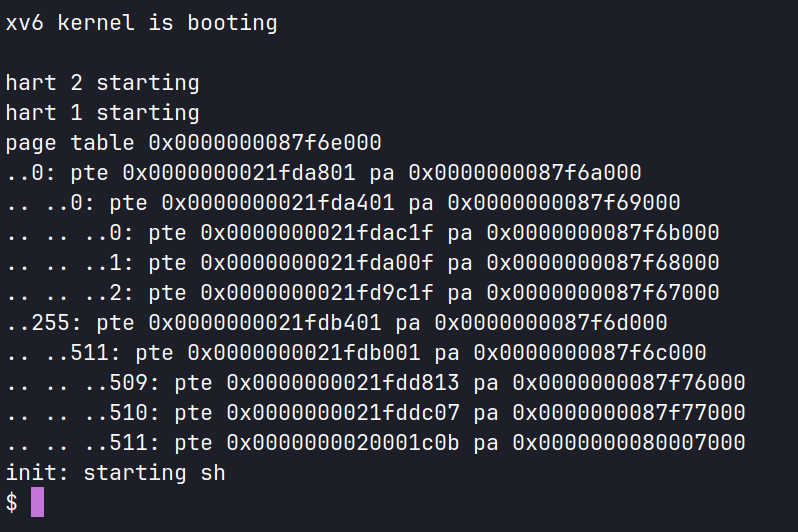 xv6 kernel is booting
hart 2 starting
hart 1 starting
page table 0x0000000087f6e000
..0: pte 0x0000000021fda801 pa 0x0000000087f6a000
.. ..0: pte 0x0000000021fda401 pa 0x0000000087f69000
.. .. ..0: pte 0x0000000021fdac1f pa 0x0000000087f6b000
.. .. ..1: pte 0x0000000021fda00f pa 0x0000000087f68000
.. .. ..2: pte 0x0000000021fd9c1f pa 0x0000000087f67000
..255: pte 0x0000000021fdb401 pa 0x0000000087f6d000
.. ..511: pte 0x0000000021fdb001 pa 0x0000000087f6c000
.. .. ..509: pte 0x0000000021fdd813 pa 0x0000000087f76000
.. .. ..510: pte 0x0000000021fddc07 pa 0x0000000087f77000
.. .. ..511: pte 0x0000000020001c0b pa 0x0000000080007000
init: starting sh
$